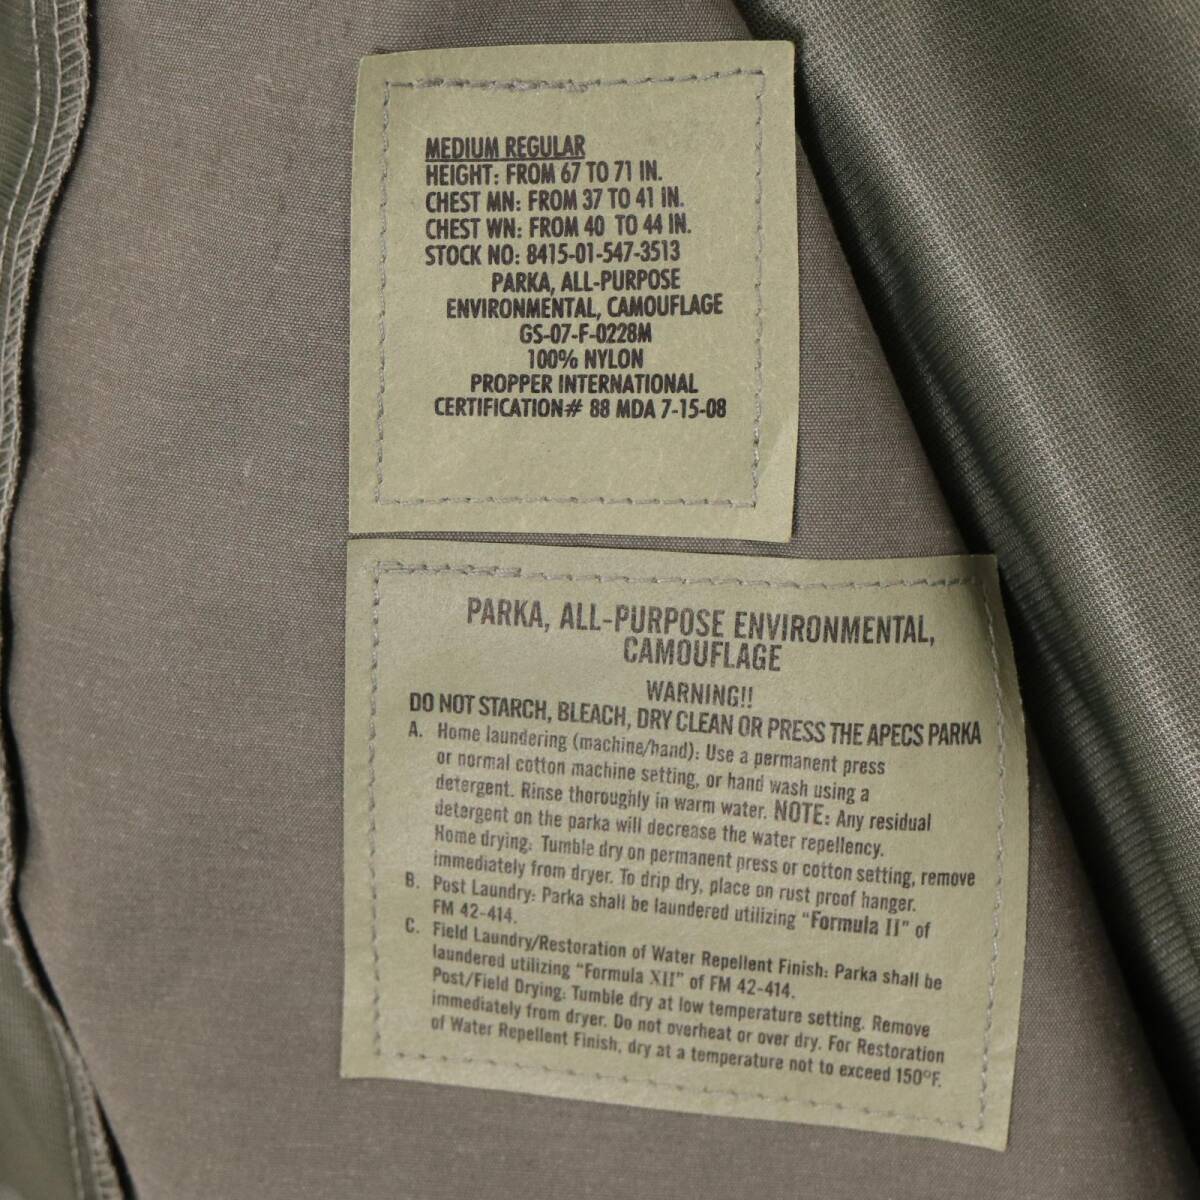 MEDIUM REGULAR
HEIGHT: FROM 67 TO 71 IN.
CHEST MN: FROM 37 TO 41 IN.
CHEST WN: FROM 40 TO 44 IN.
STOCK NO: 8415-01-547-3513
PARKA, ALL-PURPOSE
ENVIRONMENTAL, CAMOUFLAGE
GS-07-F-0228M
100% NYLON
PROPPER INTERNATIONAL
CERTIFICATION# 88 MDA 7-15-08
PARKA, ALL-PURPOSE ENVIRONMENTAL,
CAMOUFLAGE
WARNING!!
DO NOT STARCH, BLEACH, DRY CLEAN OR PRESS THE APECS PARKA
A. Home laundering (machine/hand): Use a permanent press
or normal cotton machine setting, or hand wash using a
detergent. Rinse thoroughly in warm water. NOTE: Any residual
detergent on the parka will decrease the water repellency.
Home drying: Tumble dry on permanent press or cotton setting, remove
immediately from dryer. To drip dry, place on rust proof hanger.
B. Post Laundry: Parka shall be laundered utilizing "Formula II" of
FM 42-414.
C. Field Laundry/Restoration of Water Repellent Finish: Parka shall be
laundered utilizing "Formula XII" of FM 42-414.
Post/Field Drying: Tumble dry at low temperature setting. Remove
immediately from dryer. Do not overheat or over dry. For Restoration
of Water Repellent Finish, dry at a temperature not to exceed 150°F.